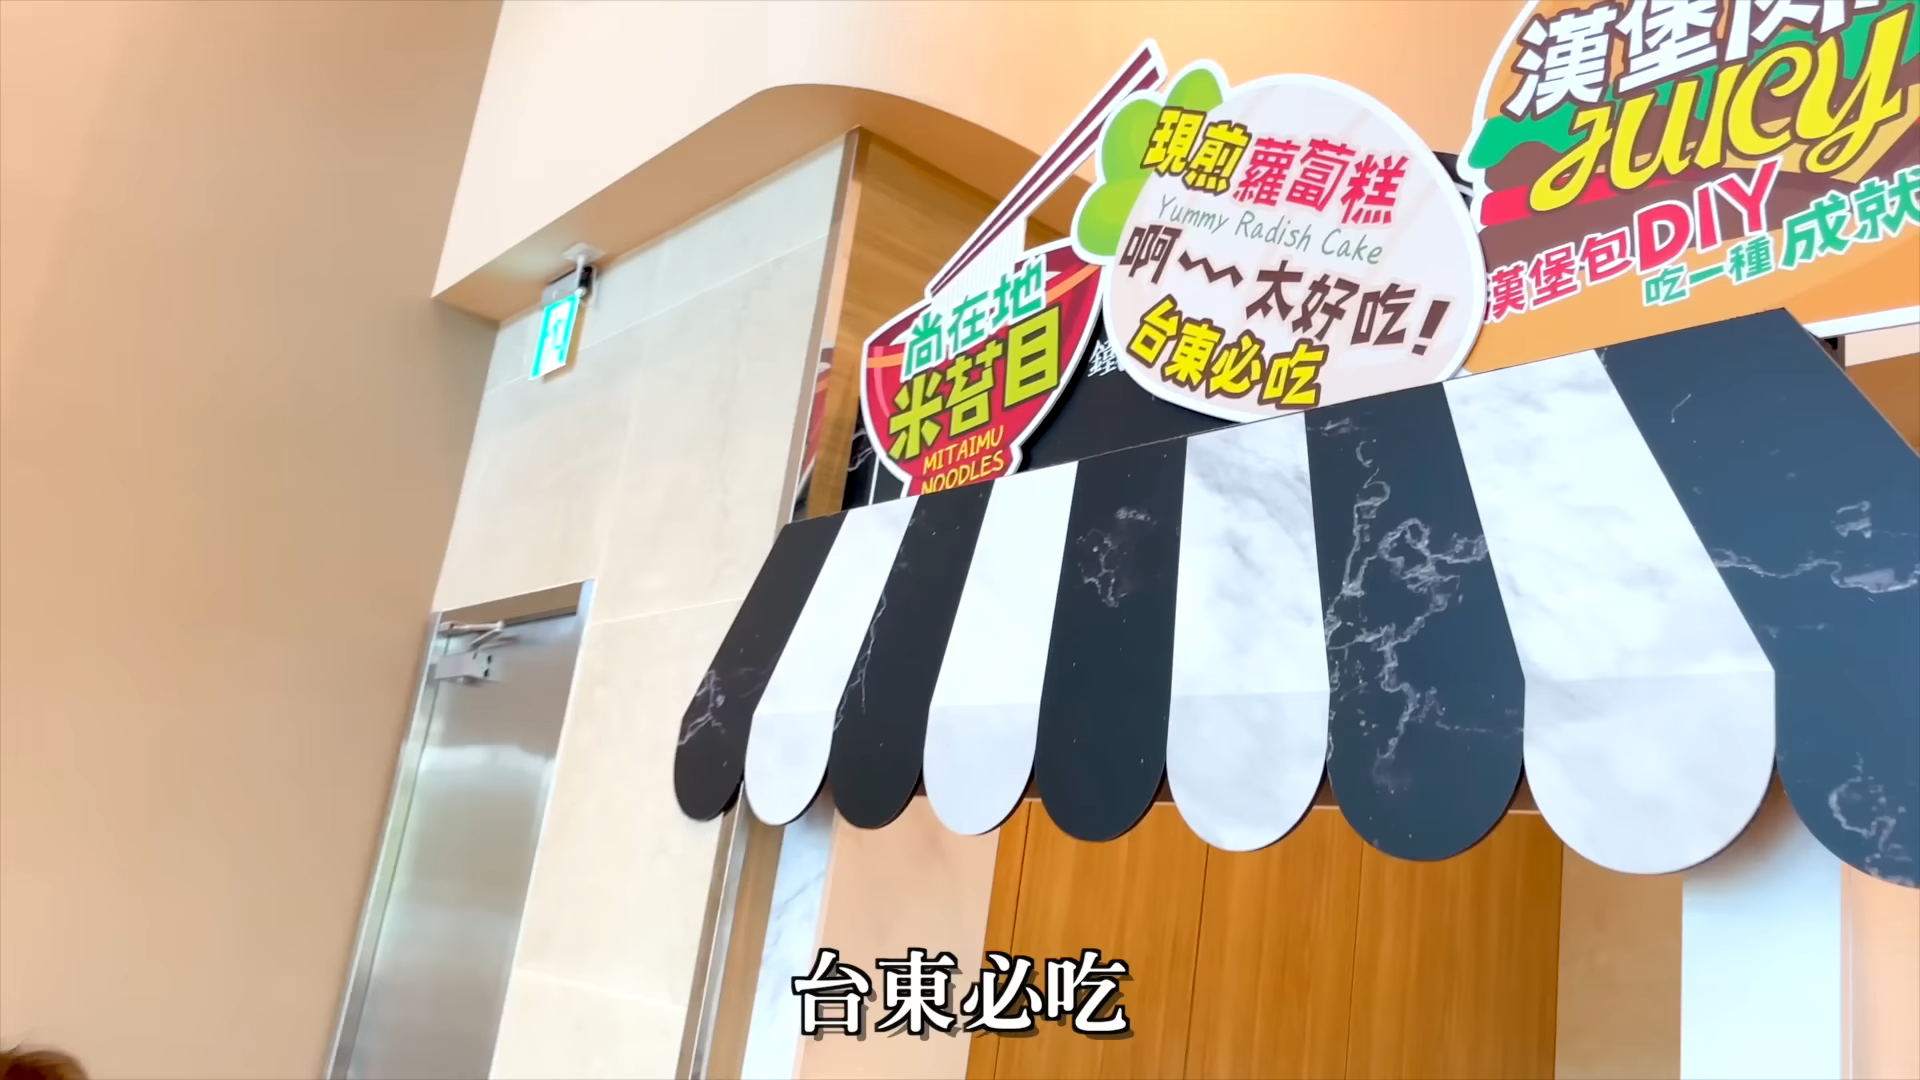 尚在地
米苔目
MITAIMU
NOODLES
現煎蘿蔔糕
Yummy Radish Cake
啊~~太好吃!
台東必吃
漢堡
Juicy
漢堡包DIY
吃一種成就
台東必吃